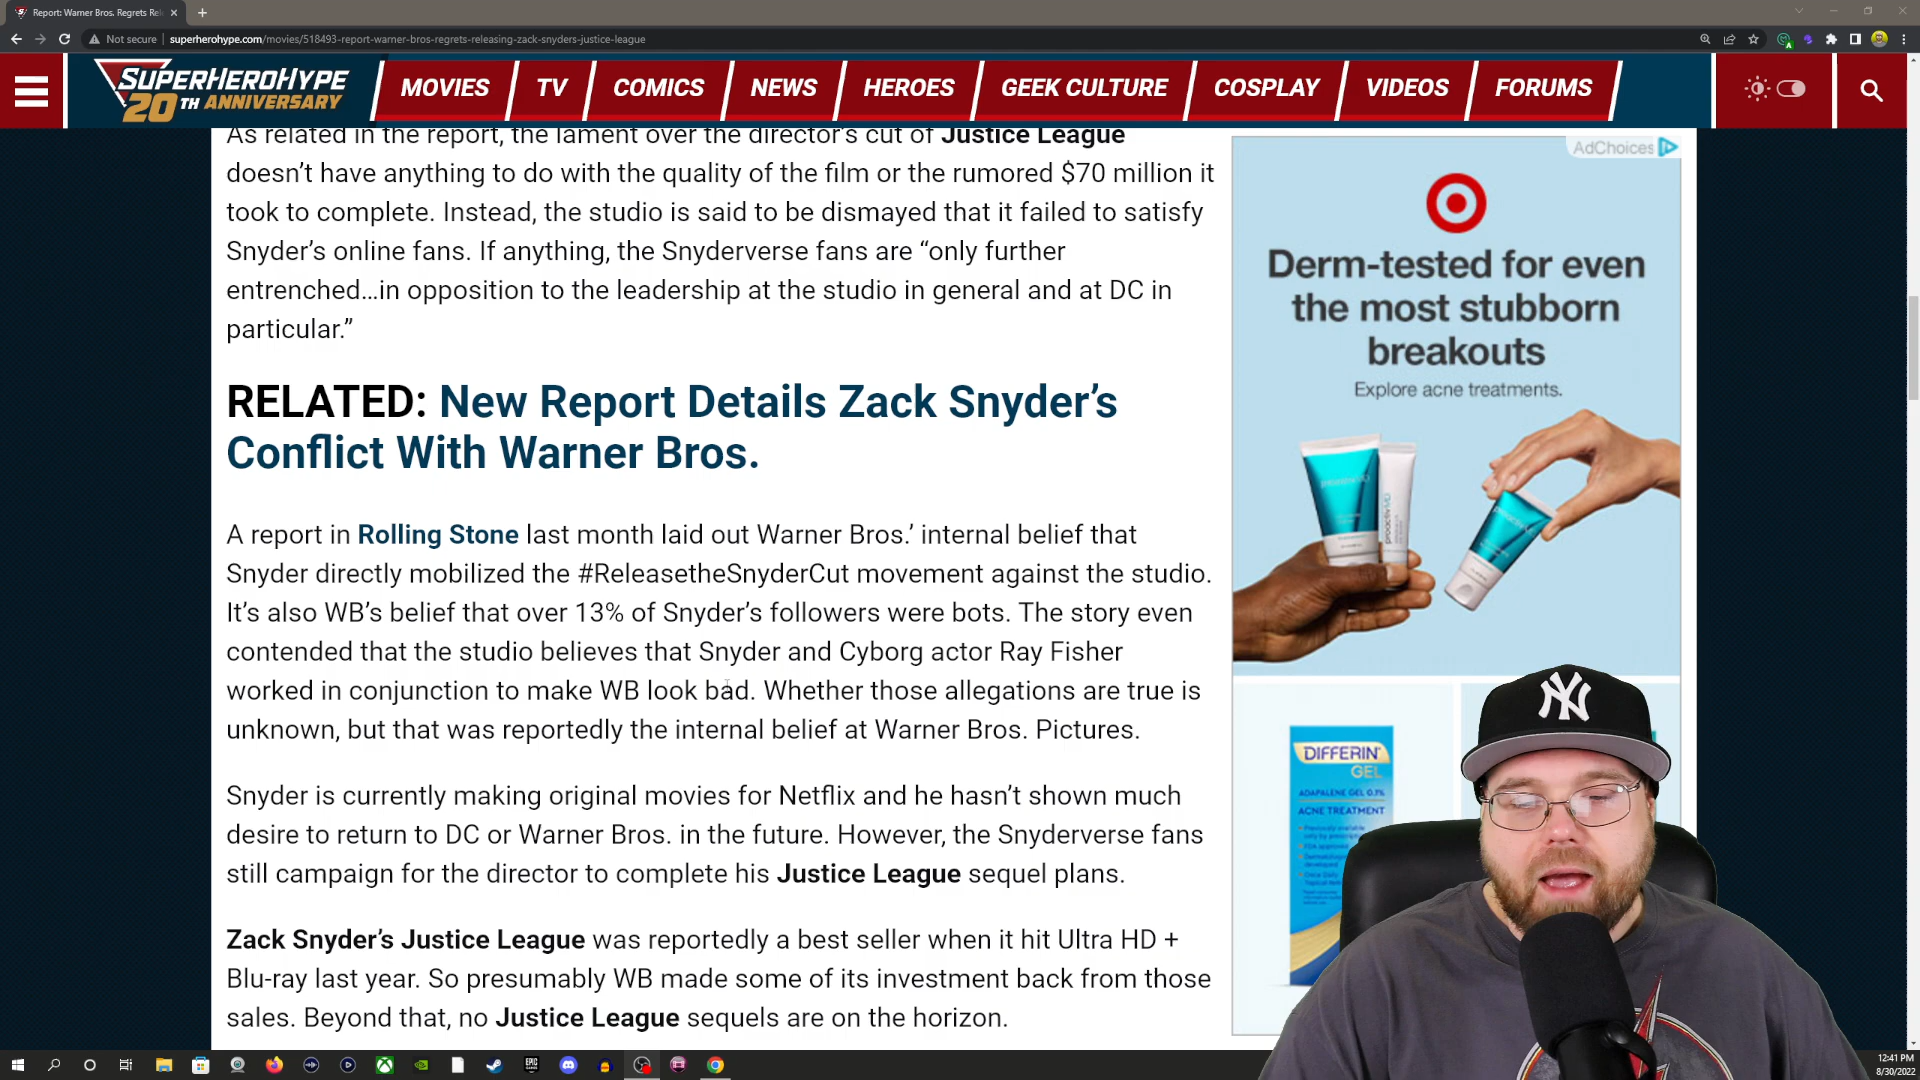 Report: Warner Bros. Regrets Rel
Not secure
superherohype.com/movies/518493-report-warner-bros-regrets-releasing-zack-snyders-justice-league
SUPERHEROHYPE
20TH ANNIVERSARY
MOVIES
TV
COMICS
NEWS
HEROES
GEEK CULTURE
COSPLAY
VIDEOS
FORUMS
As related in the report, the lament over the director's cut of Justice League
doesn't have anything to do with the quality of the film or the rumored $70 million it
took to complete. Instead, the studio is said to be dismayed that it failed to satisfy
Snyder's online fans. If anything, the Snyderverse fans are “only further
entrenched…in opposition to the leadership at the studio in general and at DC in
particular.”
RELATED: New Report Details Zack Snyder's
Conflict With Warner Bros.
A report in Rolling Stone last month laid out Warner Bros.’ internal belief that
Snyder directly mobilized the #ReleasetheSnyderCut movement against the studio.
It’s also WB’s belief that over 13% of Snyder’s followers were bots. The story even
contended that the studio believes that Snyder and Cyborg actor Ray Fisher
worked in conjunction to make WB look bad. Whether those allegations are true is
unknown, but that was reportedly the internal belief at Warner Bros. Pictures.
Snyder is currently making original movies for Netflix and he hasn’t shown much
desire to return to DC or Warner Bros. in the future. However, the Snyderverse fans
still campaign for the director to complete his Justice League sequel plans.
Zack Snyder’s Justice League was reportedly a best seller when it hit Ultra HD +
Blu-ray last year. So presumably WB made some of its investment back from those
sales. Beyond that, no Justice League sequels are on the horizon.
AdChoices
Derm-tested for even
the most stubborn
breakouts
Explore acne treatments.
DIFFERIN
GEL
ADAPALENE GEL 0.1%
ACNE TREATMENT
NY
12:41 PM
8/30/2022